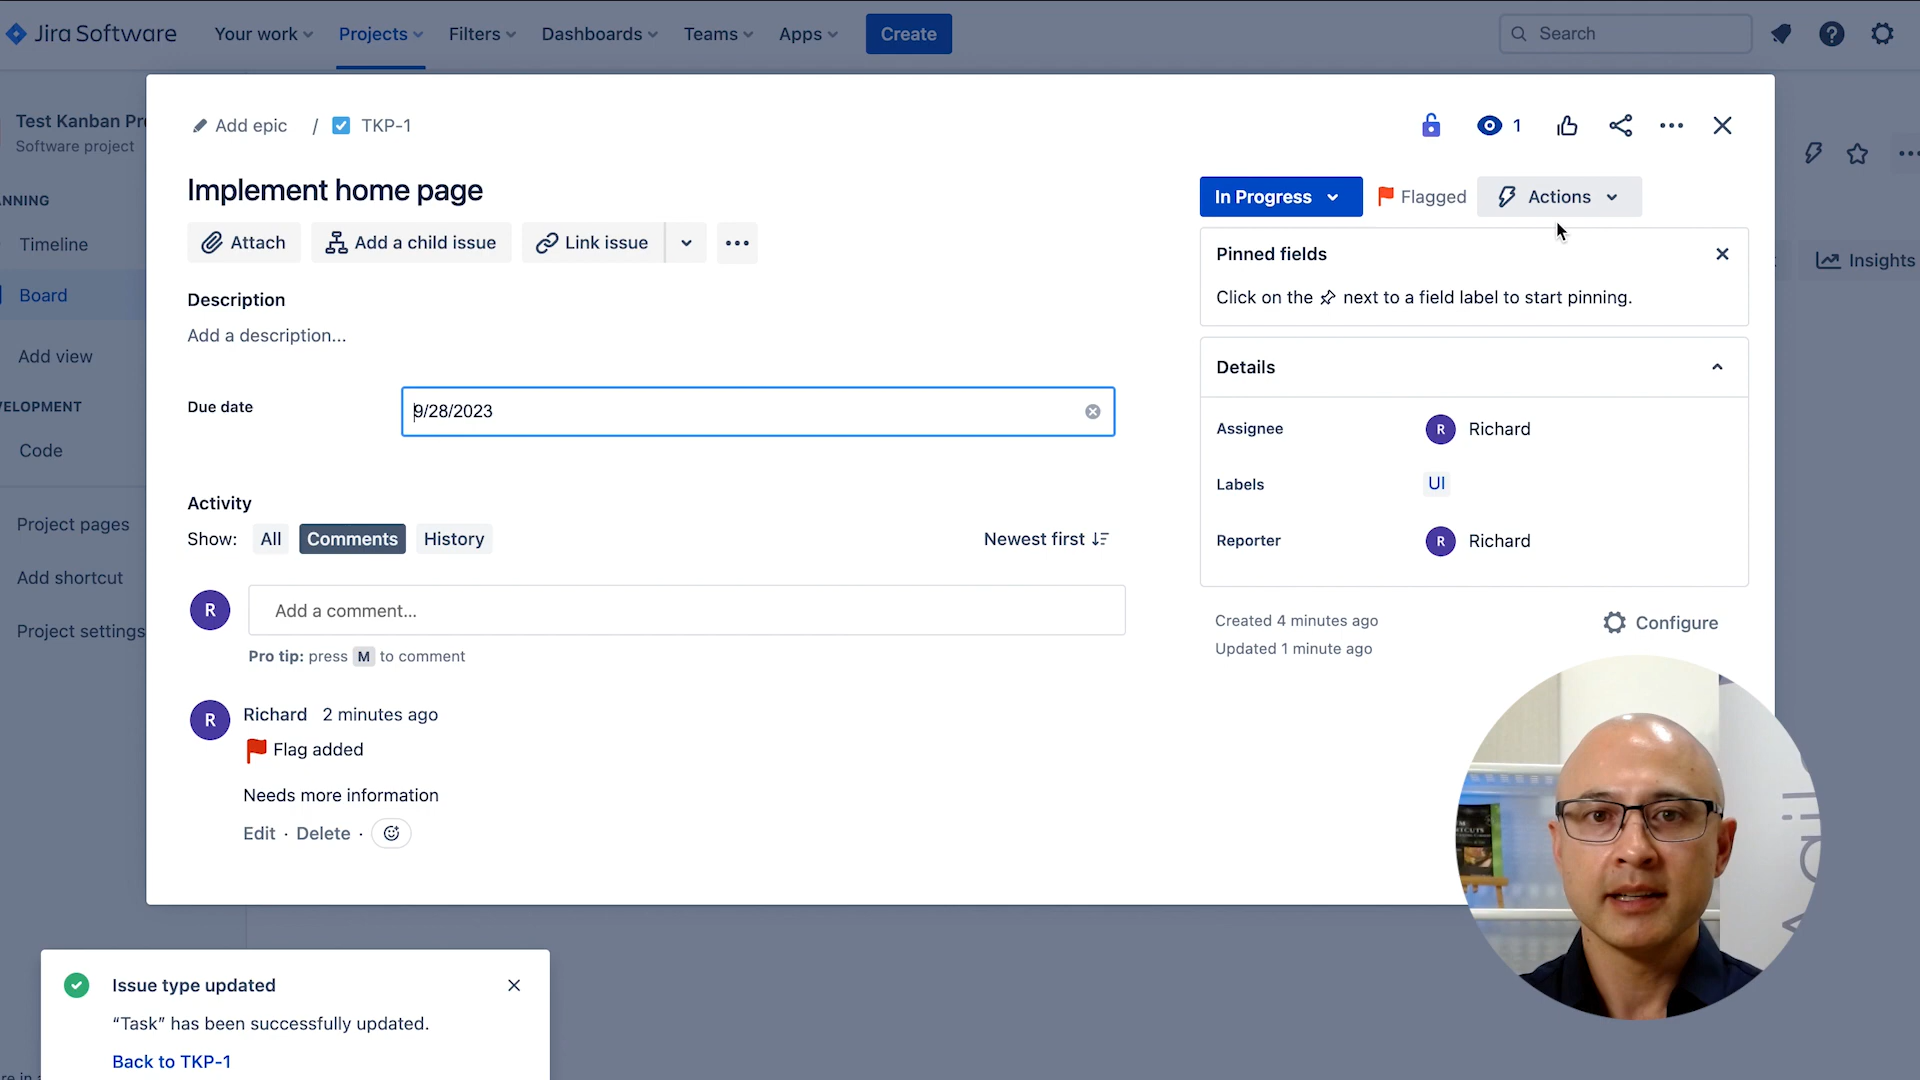 Jira Software
Your work
Projects
Filters
Dashboards
Teams
Apps
Create
Search
Test Kanban Pr
Software project
NNING
Timeline
Board
Add view
ELOPMENT
Code
Project pages
Add shortcut
Project settings
Insights
Add epic / TKP-1
1
Implement home page
Attach
Add a child issue
Link issue
Description
Add a description...
Due date
9/28/2023
Activity
Show: All Comments History
Newest first
R
Add a comment...
Pro tip: press M to comment
R
Richard 2 minutes ago
Flag added
Needs more information
Edit · Delete ·
In Progress
Flagged
Actions
Pinned fields
Click on the next to a field label to start pinning.
Details
Assignee
R Richard
Labels
UI
Reporter
R Richard
Created 4 minutes ago
Updated 1 minute ago
Configure
Issue type updated
“Task” has been successfully updated.
Back to TKP-1